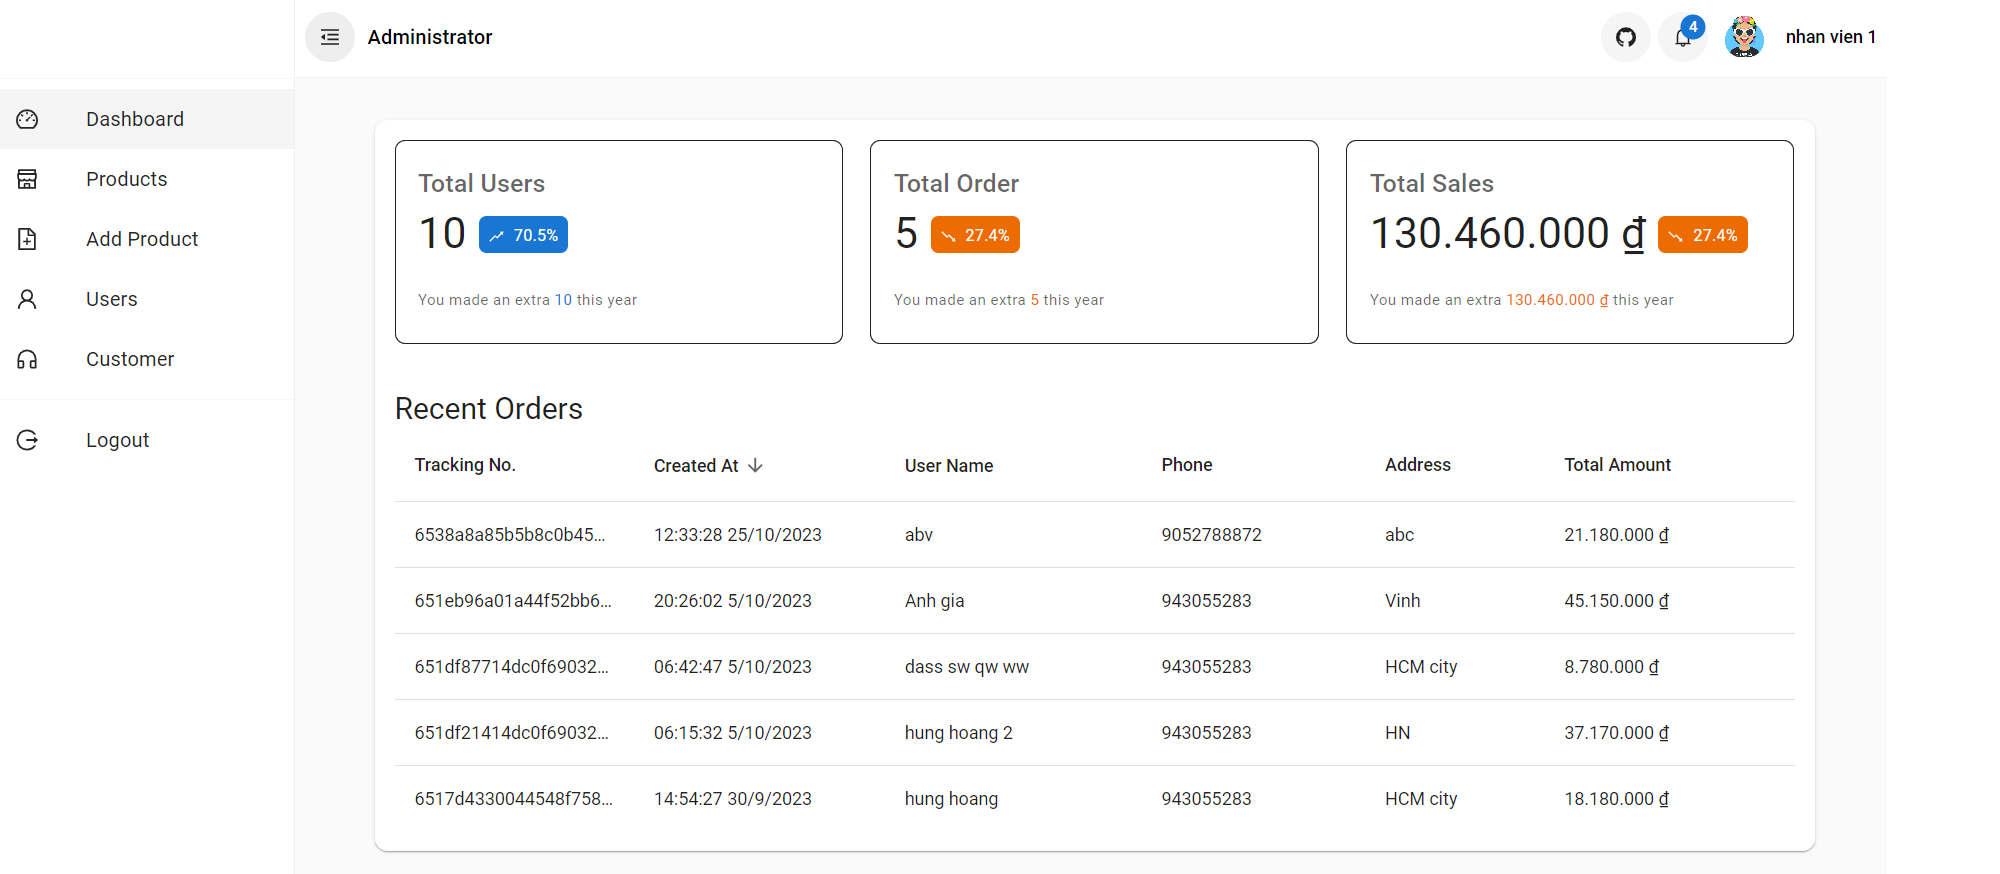 Administrator
4
nhan vien 1
Dashboard
Products
Add Product
Users
Customer
Logout
Total Users
10 70.5%
You made an extra 10 this year
Total Order
5 27.4%
You made an extra 5 this year
Total Sales
130.460.000 ₫ 27.4%
You made an extra 130.460.000 ₫ this year
Recent Orders
Tracking No. Created At User Name Phone Address Total Amount
6538a8a85b5b8c0b45... 12:33:28 25/10/2023 abv 9052788872 abc 21.180.000 ₫
651eb96a01a44f52bb6... 20:26:02 5/10/2023 Anh gia 943055283 Vinh 45.150.000 ₫
651df87714dc0f69032... 06:42:47 5/10/2023 dass sw qw ww 943055283 HCM city 8.780.000 ₫
651df21414dc0f69032... 06:15:32 5/10/2023 hung hoang 2 943055283 HN 37.170.000 ₫
6517d4330044548f758... 14:54:27 30/9/2023 hung hoang 943055283 HCM city 18.180.000 ₫